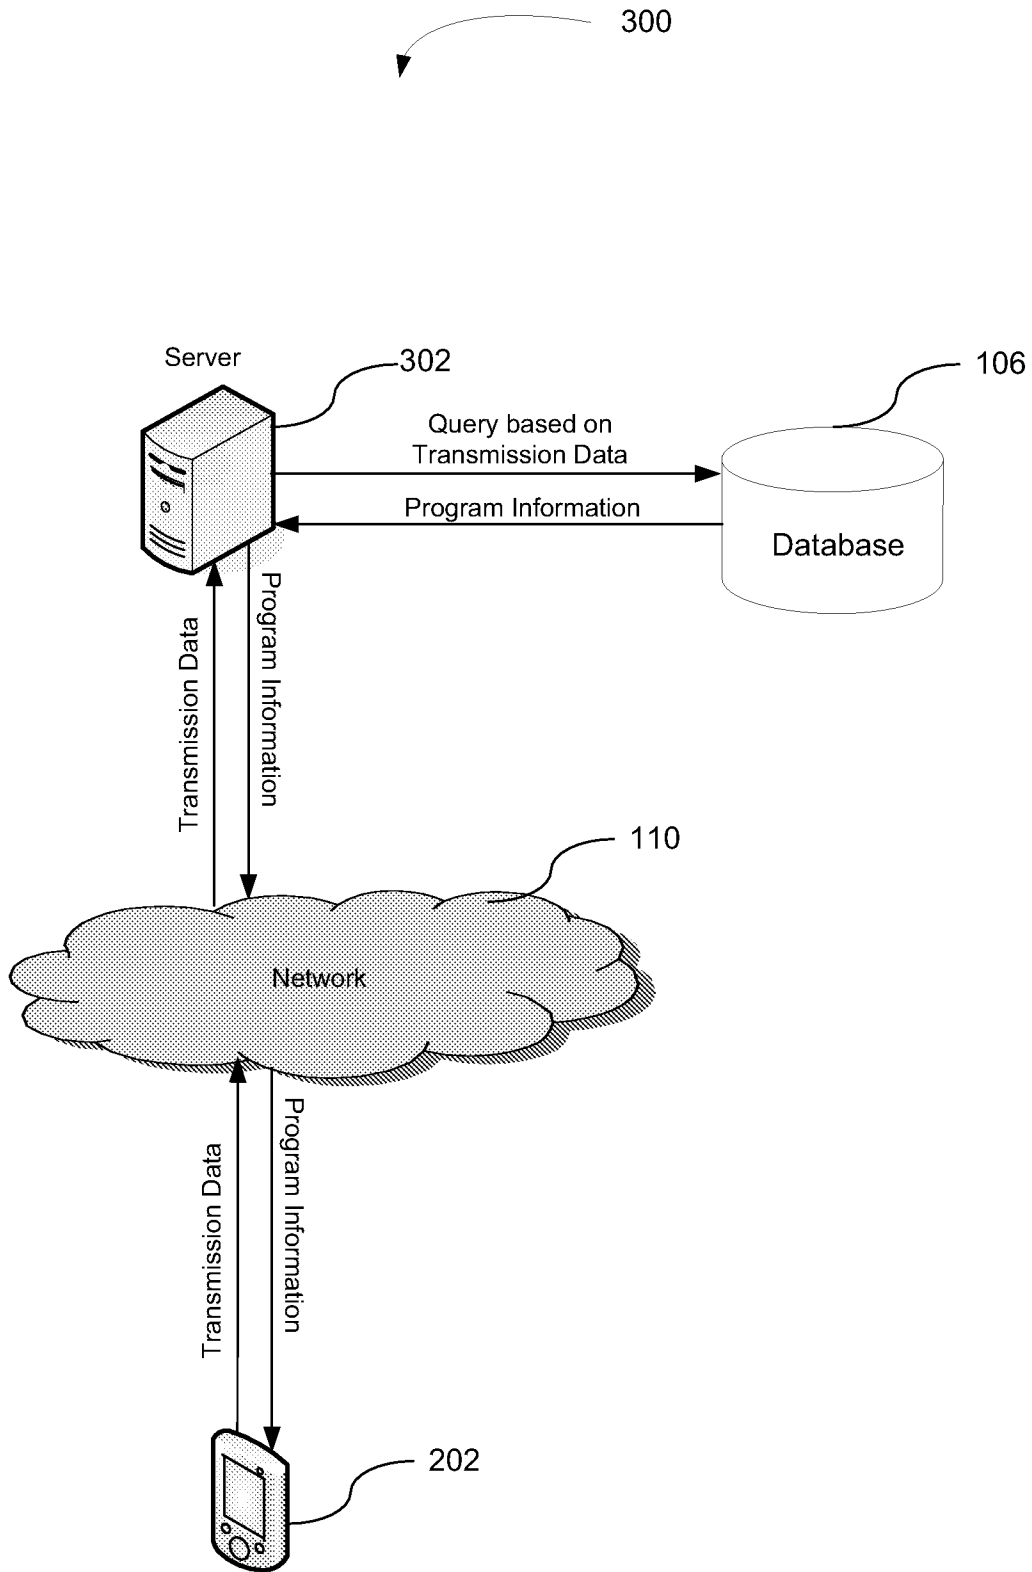 300
Server
302
106
Query based on
Transmission Data
Program Information
Database
Transmission Data
Program Information
110
Network
Transmission Data
Program Information
202